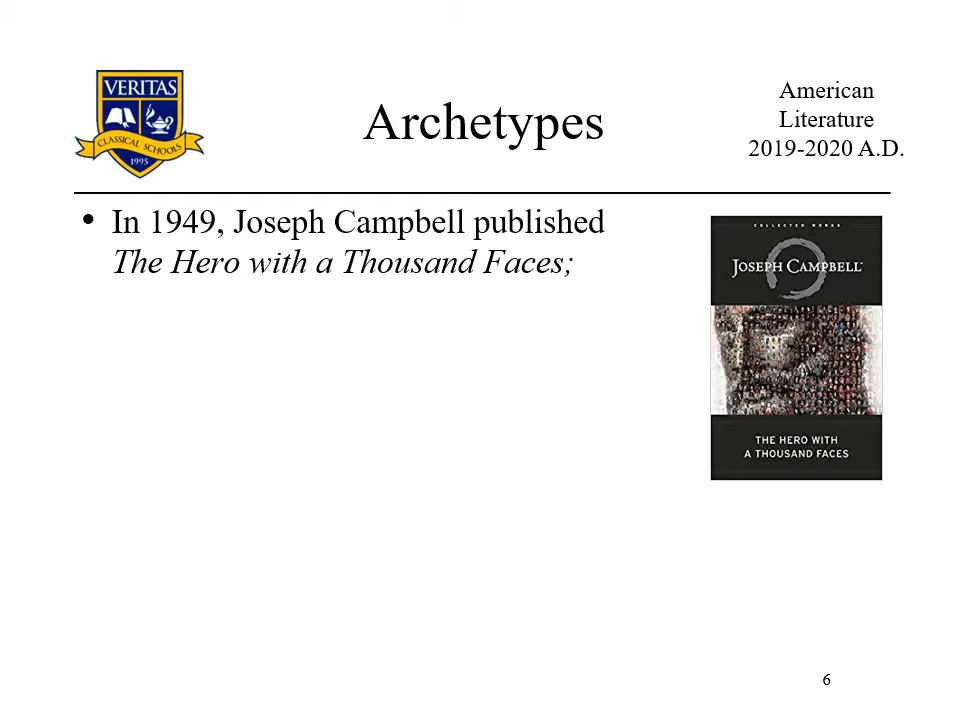 VERITAS
CLASSICAL SCHOOLS
1995
Archetypes
American
Literature
2019-2020 A.D.
• In 1949, Joseph Campbell published
The Hero with a Thousand Faces;
COLLECTED WORKS
JOSEPH CAMPBELL
THE HERO WITH
A THOUSAND FACES
6